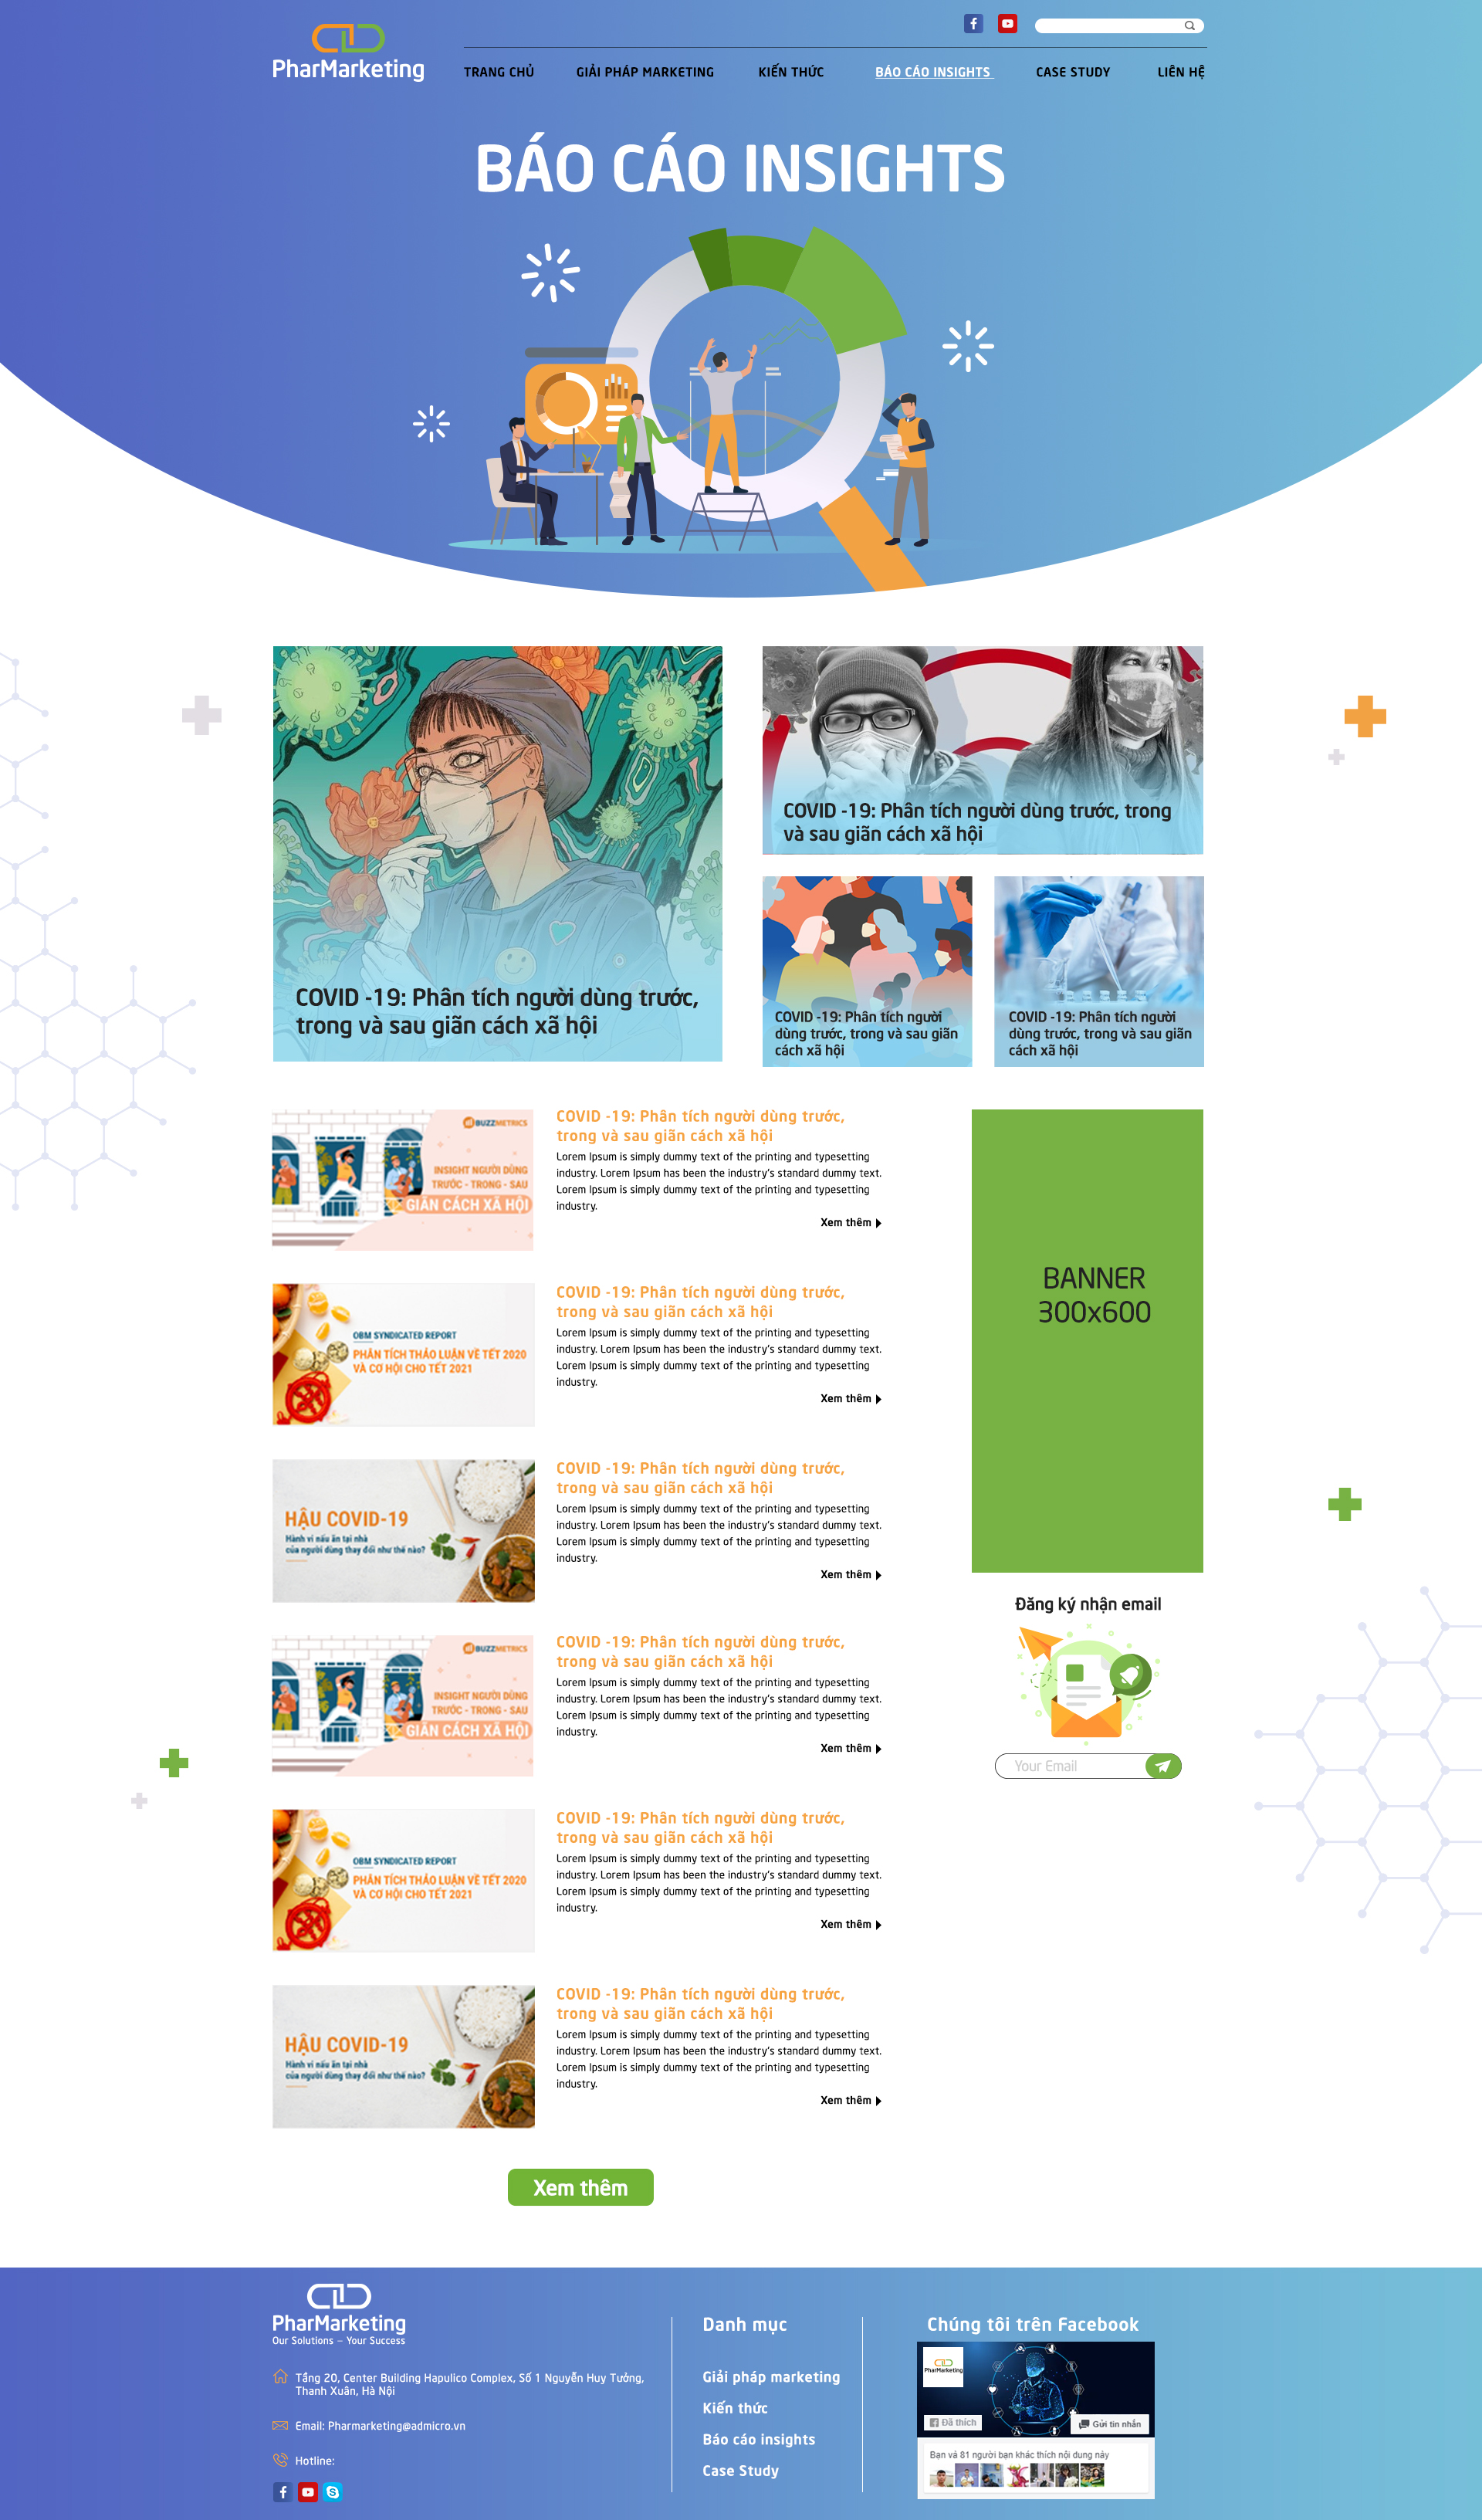 PharMarketing
TRANG CHỦ
GIẢI PHÁP MARKETING
KIẾN THỨC
BÁO CÁO INSIGHTS
CASE STUDY
LIÊN HỆ
BÁO CÁO INSIGHTS
COVID -19: Phân tích người dùng trước,
trong và sau giãn cách xã hội
COVID -19: Phân tích người dùng trước, trong
và sau giãn cách xã hội
COVID -19: Phân tích người
dùng trước, trong và sau giãn
cách xã hội
COVID -19: Phân tích người
dùng trước, trong và sau giãn
cách xã hội
BUZZMETRICS
INSIGHT NGƯỜI DÙNG
TRƯỚC - TRONG - SAU
GIÃN CÁCH XÃ HỘI
COVID -19: Phân tích người dùng trước,
trong và sau giãn cách xã hội
Lorem Ipsum is simply dummy text of the printing and typesetting
industry. Lorem Ipsum has been the industry's standard dummy text.
Lorem Ipsum is simply dummy text of the printing and typesetting
industry.
Xem thêm
OBM SYNDICATED REPORT
PHÂN TÍCH THẢO LUẬN VỀ TẾT 2020
VÀ CƠ HỘI CHO TẾT 2021
COVID -19: Phân tích người dùng trước,
trong và sau giãn cách xã hội
Lorem Ipsum is simply dummy text of the printing and typesetting
industry. Lorem Ipsum has been the industry's standard dummy text.
Lorem Ipsum is simply dummy text of the printing and typesetting
industry.
Xem thêm
HẬU COVID-19
Hành vi nấu ăn tại nhà
của người dùng thay đổi như thế nào?
COVID -19: Phân tích người dùng trước,
trong và sau giãn cách xã hội
Lorem Ipsum is simply dummy text of the printing and typesetting
industry. Lorem Ipsum has been the industry's standard dummy text.
Lorem Ipsum is simply dummy text of the printing and typesetting
industry.
Xem thêm
BUZZMETRICS
INSIGHT NGƯỜI DÙNG
TRƯỚC - TRONG - SAU
GIÃN CÁCH XÃ HỘI
COVID -19: Phân tích người dùng trước,
trong và sau giãn cách xã hội
Lorem Ipsum is simply dummy text of the printing and typesetting
industry. Lorem Ipsum has been the industry's standard dummy text.
Lorem Ipsum is simply dummy text of the printing and typesetting
industry.
Xem thêm
OBM SYNDICATED REPORT
PHÂN TÍCH THẢO LUẬN VỀ TẾT 2020
VÀ CƠ HỘI CHO TẾT 2021
COVID -19: Phân tích người dùng trước,
trong và sau giãn cách xã hội
Lorem Ipsum is simply dummy text of the printing and typesetting
industry. Lorem Ipsum has been the industry's standard dummy text.
Lorem Ipsum is simply dummy text of the printing and typesetting
industry.
Xem thêm
HẬU COVID-19
Hành vi nấu ăn tại nhà
của người dùng thay đổi như thế nào?
COVID -19: Phân tích người dùng trước,
trong và sau giãn cách xã hội
Lorem Ipsum is simply dummy text of the printing and typesetting
industry. Lorem Ipsum has been the industry's standard dummy text.
Lorem Ipsum is simply dummy text of the printing and typesetting
industry.
Xem thêm
Xem thêm
BANNER
300x600
Đăng ký nhận email
Your Email
PharMarketing
Our Solutions – Your Success
Tầng 20, Center Building Hapulico Complex, Số 1 Nguyễn Huy Tưởng,
Thanh Xuân, Hà Nội
Email: Pharmarketing@admicro.vn
Hotline:
Danh mục
Giải pháp marketing
Kiến thức
Báo cáo insights
Case Study
Chúng tôi trên Facebook
PharMarketing
Đã thích
Gửi tin nhắn
Bạn và 81 người bạn khác thích nội dung này